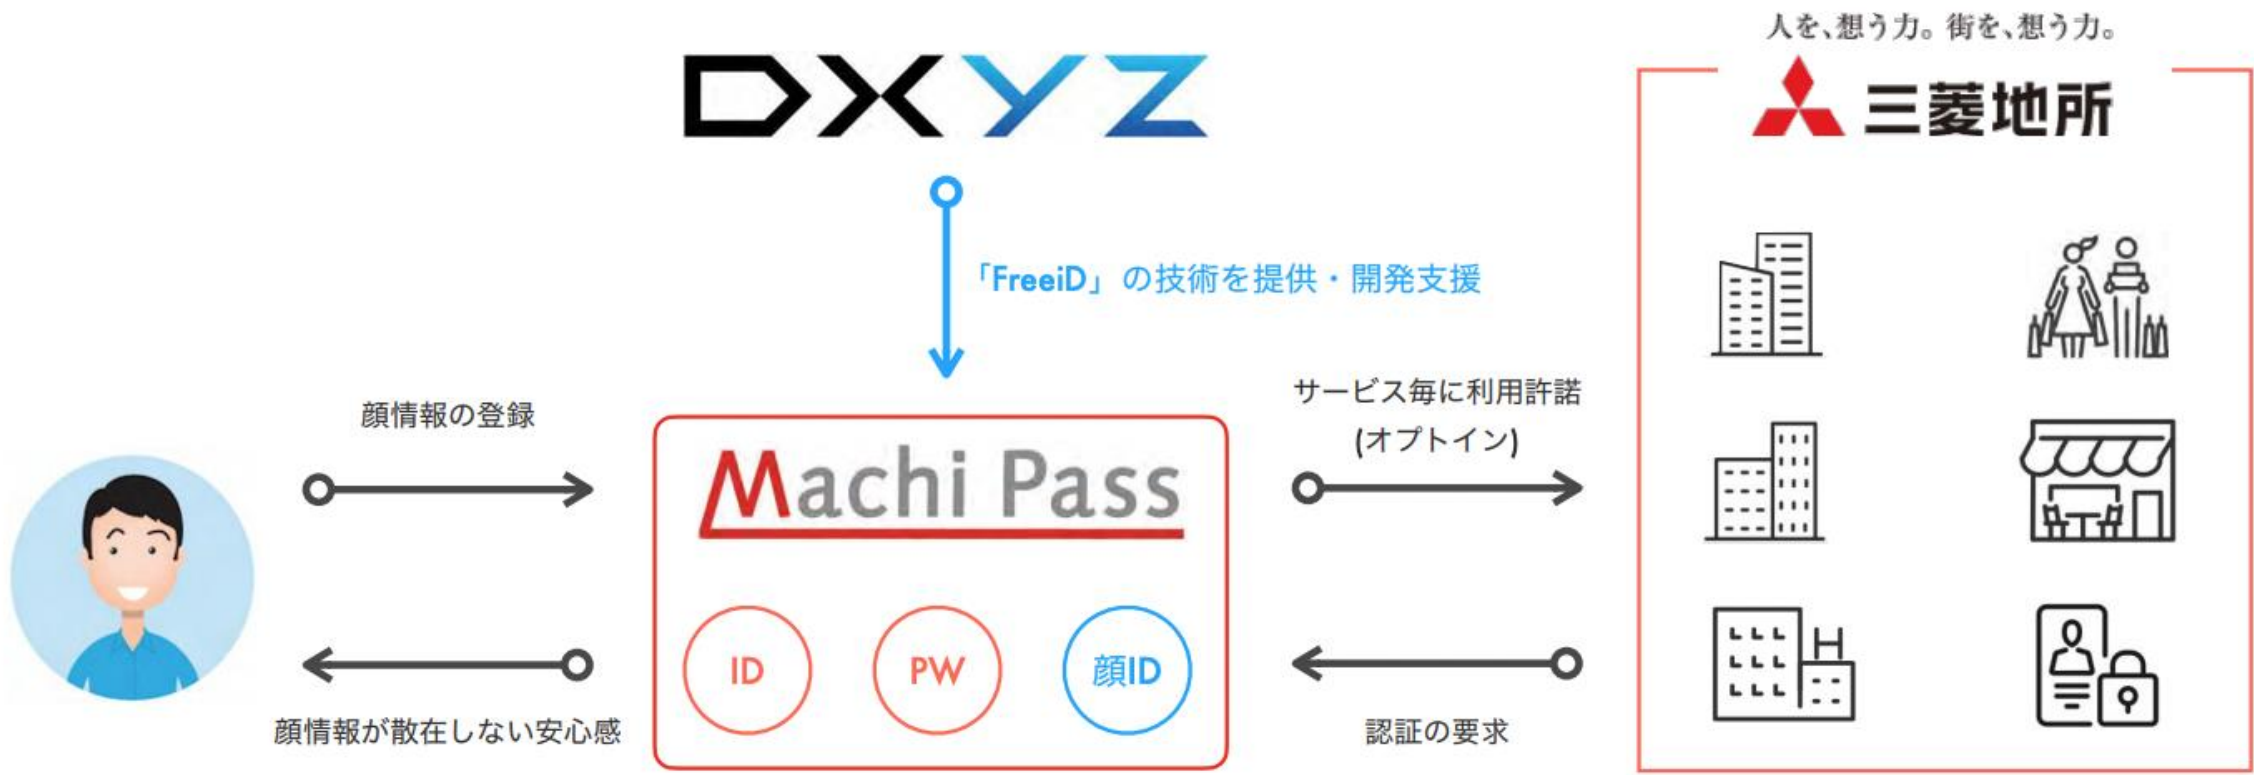 人を、想う力。街を、想う力。
三菱地所
DXYZ
「FreeiD」の技術を提供・開発支援
顔情報の登録
サービス毎に利用許諾
(オプトイン)
Machi Pass
ID
PW
顔ID
顔情報が散在しない安心感
認証の要求